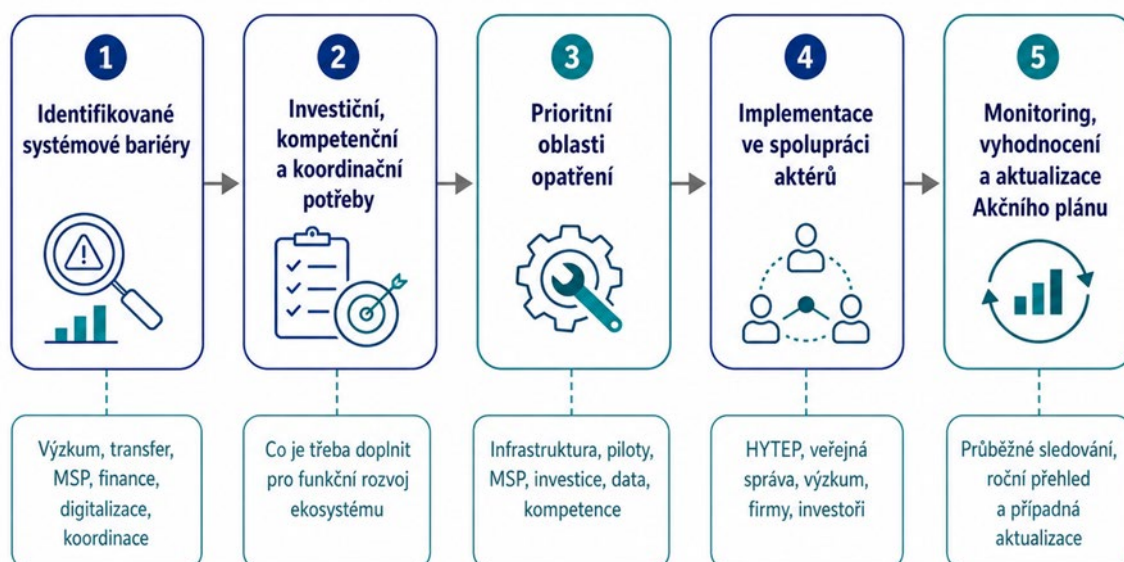 1
Identifikované
systémové bariéry
2
Investiční,
kompetenční
a koordinační
potřeby
3
Prioritní
oblasti
opatření
4
Implementace
ve spolupráci
aktérů
5
Monitoring,
vyhodnocení
a aktualizace
Akčního plánu
Výzkum, transfer,
MSP, finance,
digitalizace,
koordinace
Co je třeba doplnit
pro funkční rozvoj
ekosystému
Infrastruktura, piloty,
MSP, investice, data,
kompetence
HYTEP, veřejná
správa, výzkum,
firmy, investoři
Průběžné sledování,
roční přehled
a případná
aktualizace